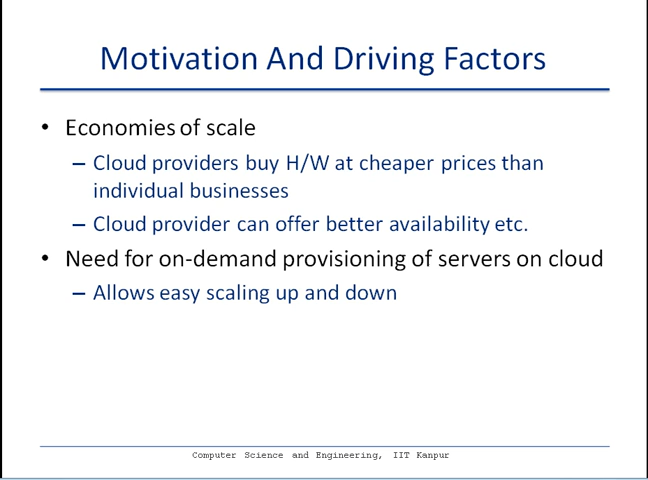 Motivation And Driving Factors
• Economies of scale
– Cloud providers buy H/W at cheaper prices than
individual businesses
– Cloud provider can offer better availability etc.
• Need for on-demand provisioning of servers on cloud
– Allows easy scaling up and down
Computer Science and Engineering, IIT Kanpur